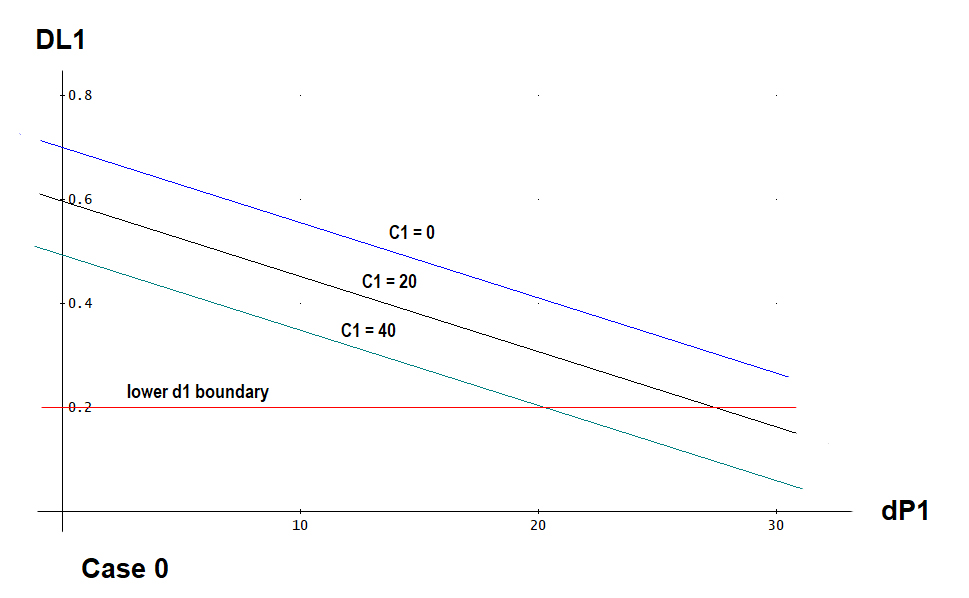 DL1
0.8
0.6
C1 = 0
C1 = 20
0.4
C1 = 40
lower d1 boundary
0.2
10 20 30
dP1
Case 0